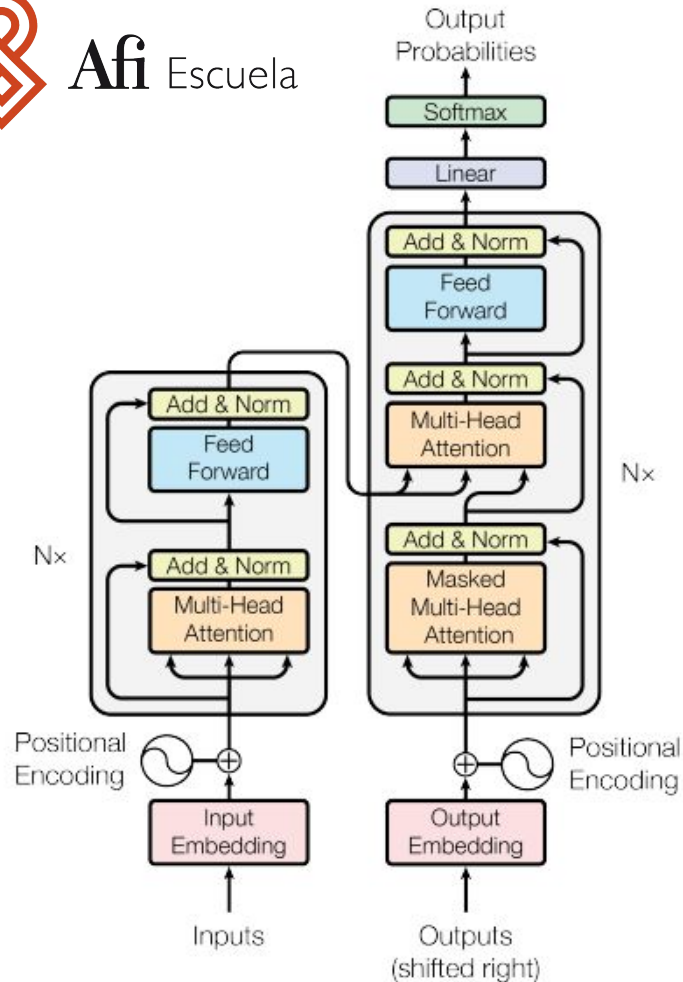 Afi Escuela
Output
Probabilities
Softmax
Linear
Add & Norm
Feed
Forward
Add & Norm
Multi-Head
Attention
Add & Norm
Masked
Multi-Head
Attention
Nx
Add & Norm
Feed
Forward
Add & Norm
Multi-Head
Attention
Nx
Positional
Encoding
Positional
Encoding
Input
Embedding
Output
Embedding
Inputs
Outputs
(shifted right)